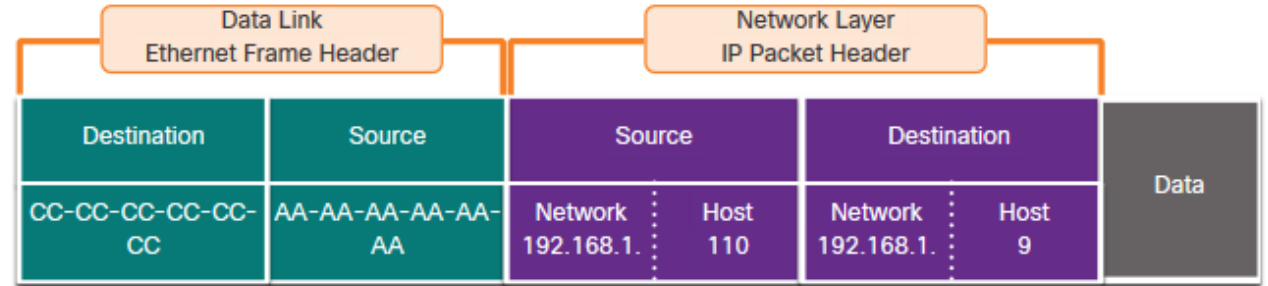 Data Link
Ethernet Frame Header
Network Layer
IP Packet Header
Destination
Source
Source
Destination
Data
CC-CC-CC-CC-CC-
CC
AA-AA-AA-AA-AA-
AA
Network
192.168.1.
Host
110
Network
192.168.1.
Host
9